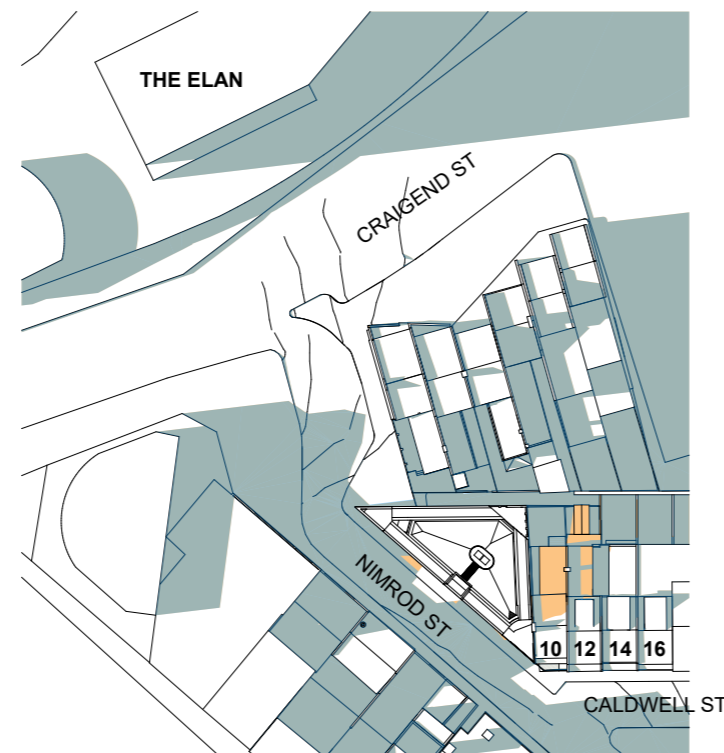 THE ELAN
CRAIGEND ST
NIMROD ST
10 12 14 16
CALDWELL ST